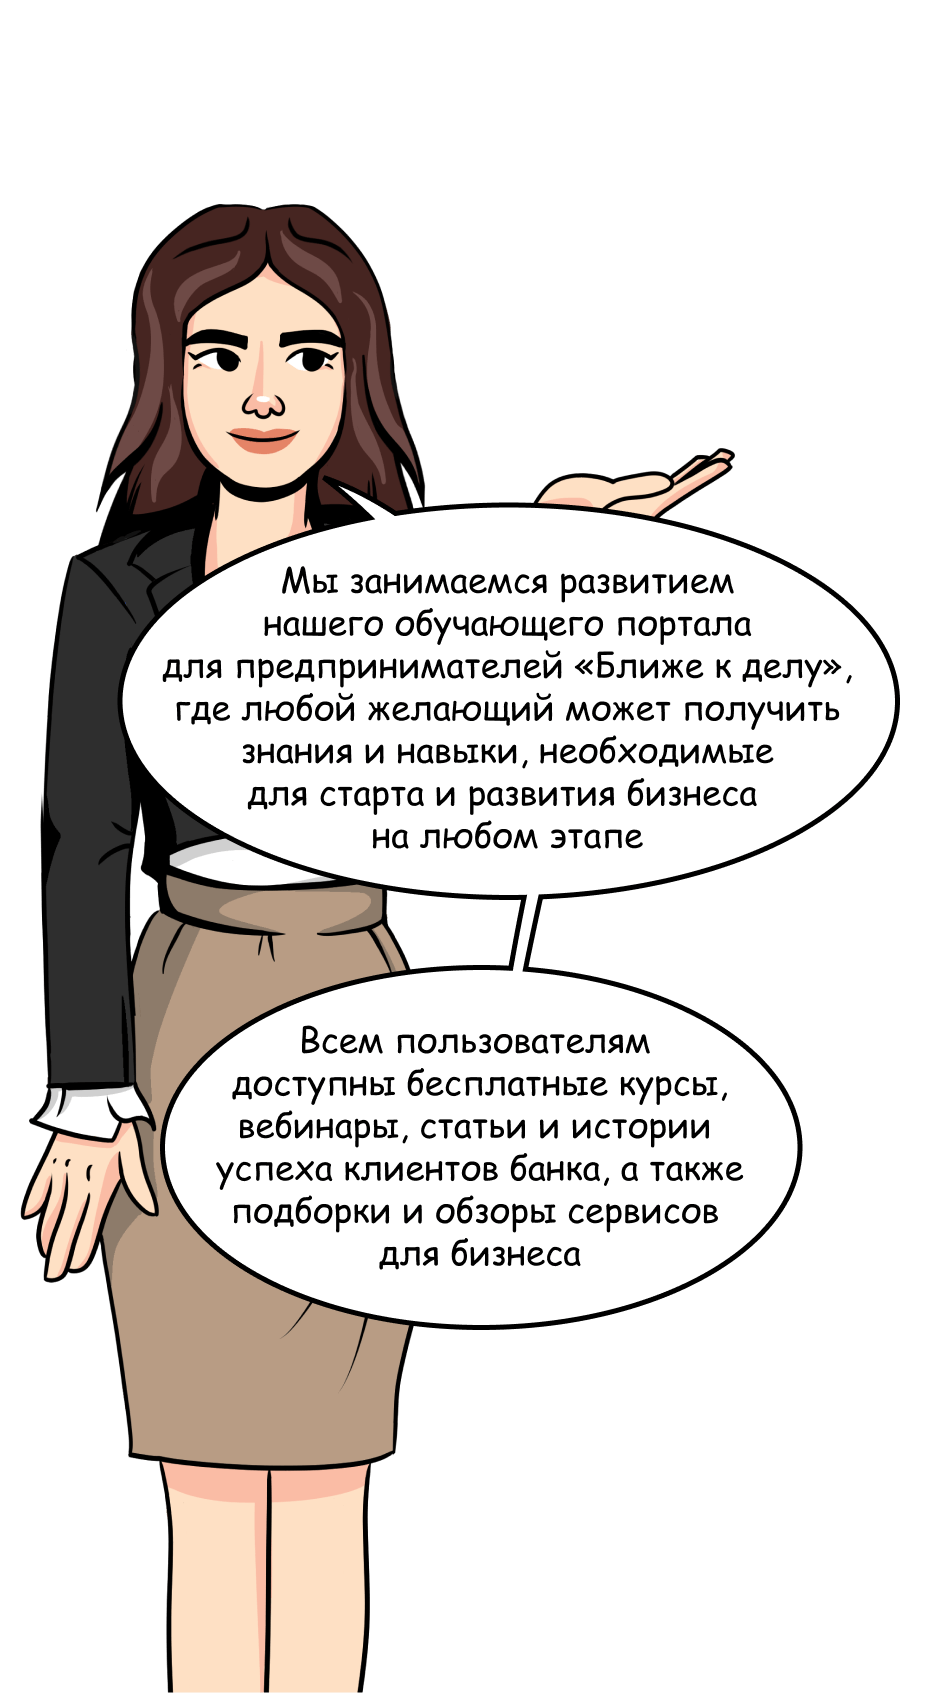 Мы занимаемся развитием
нашего обучающего портала
для предпринимателей «Ближе к делу»,
где любой желающий может получить
знания и навыки, необходимые
для старта и развития бизнеса
на любом этапе
Всем пользователям
доступны бесплатные курсы,
вебинары, статьи и истории
успеха клиентов банка, а также
подборки и обзоры сервисов
для бизнеса